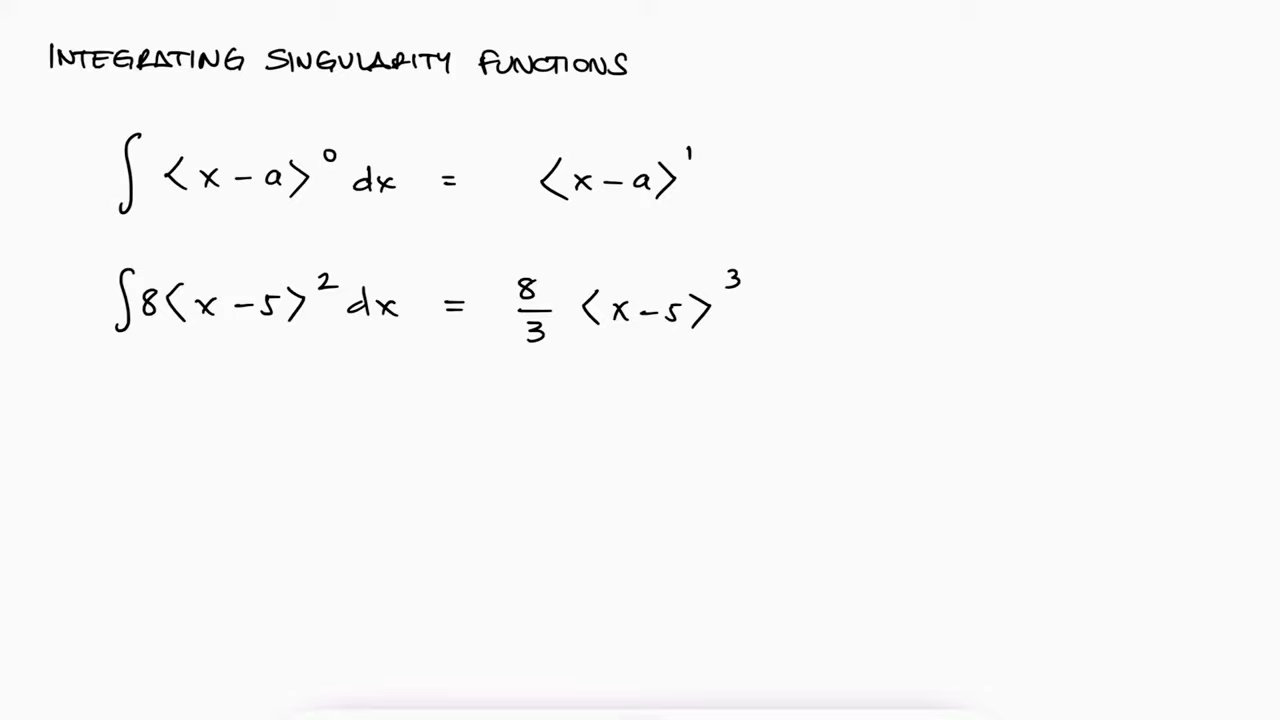 INTEGRATING SINGULARITY FUNCTIONS
∫ ⟨x − a⟩⁰ dx = ⟨x − a⟩¹
∫ 8⟨x − 5⟩² dx = 8/3 ⟨x − 5⟩³